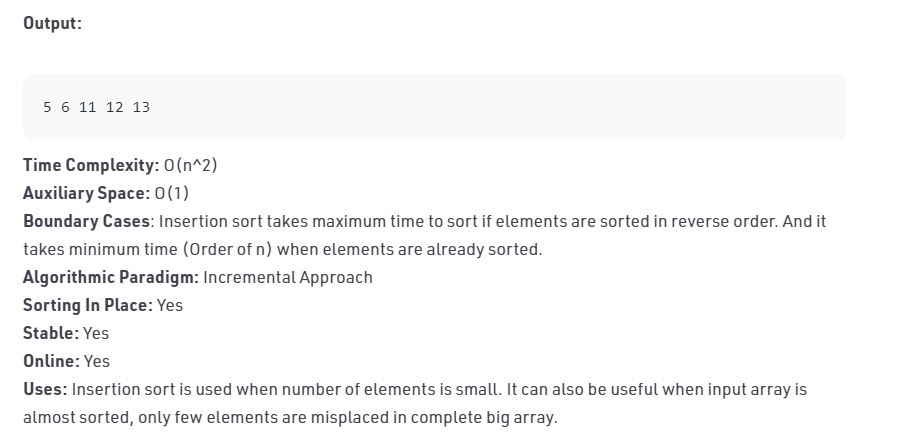 Output:
5 6 11 12 13
Time Complexity: O(n^2)
Auxiliary Space: O(1)
Boundary Cases: Insertion sort takes maximum time to sort if elements are sorted in reverse order. And it
takes minimum time (Order of n) when elements are already sorted.
Algorithmic Paradigm: Incremental Approach
Sorting In Place: Yes
Stable: Yes
Online: Yes
Uses: Insertion sort is used when number of elements is small. It can also be useful when input array is
almost sorted, only few elements are misplaced in complete big array.